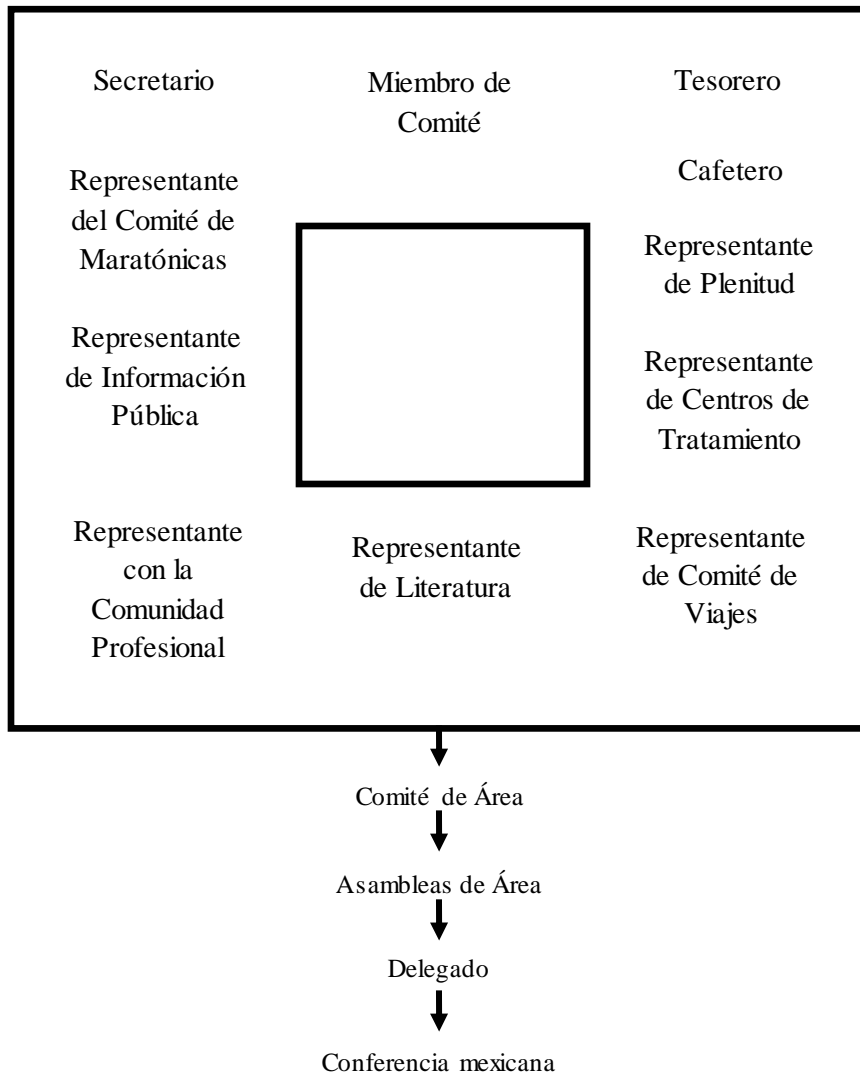 Secretario
Miembro de
Comité
Tesorero
Cafetero
Representante
del Comité de
Maratónicas
Representante
de Plenitud
Representante
de Información
Pública
Representante
de Centros de
Tratamiento
Representante
con la
Comunidad
Profesional
Representante
de Literatura
Representante
de Comité de
Viajes
Comité de Área
Asambleas de Área
Delegado
Conferencia mexicana